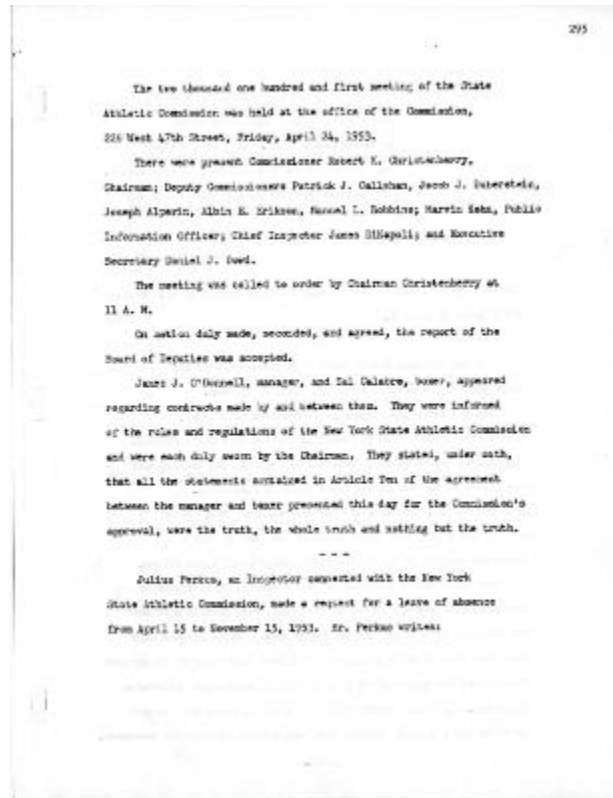 295
The two thousand one hundred and first meeting of the State
Athletic Commission was held at the office of the Commission,
226 West 47th Street, Friday, April 24, 1953.
There were present Commissioner Robert K. Christenberry,
Chairman; Deputy Commissioners Patrick J. Callahan, Jacob J. Duberstein,
Joseph Alperin, Albin E. Erikson, Manuel L. Robbins; Marvin Public
Information Officer; Chief Inspector James DiNapoli; and Executive
Secretary Daniel J. Dowd.
The meeting was called to order by Chairman Christenberry at
11 A. M.
On motion duly made, seconded, and agreed, the report of the
Board of Deputies was accepted.
James J. O'Donnell, manager, and Sal boxer, appeared
regarding contracts made by and between them. They were informed
of the rules and regulations of the New York State Athletic Commission
and were each duly sworn by the Chairman. They stated, under oath,
that all the statements contained in Article Ten of the agreement
between the manager and boxer presented this day for the Commission's
approval, were the truth, the whole truth and nothing but the truth.
- - -
Julius an Inspector connected with the New York
State Athletic Commission, made a request for a leave of absence
from April 15 to November 15, 1953. Mr. writes: